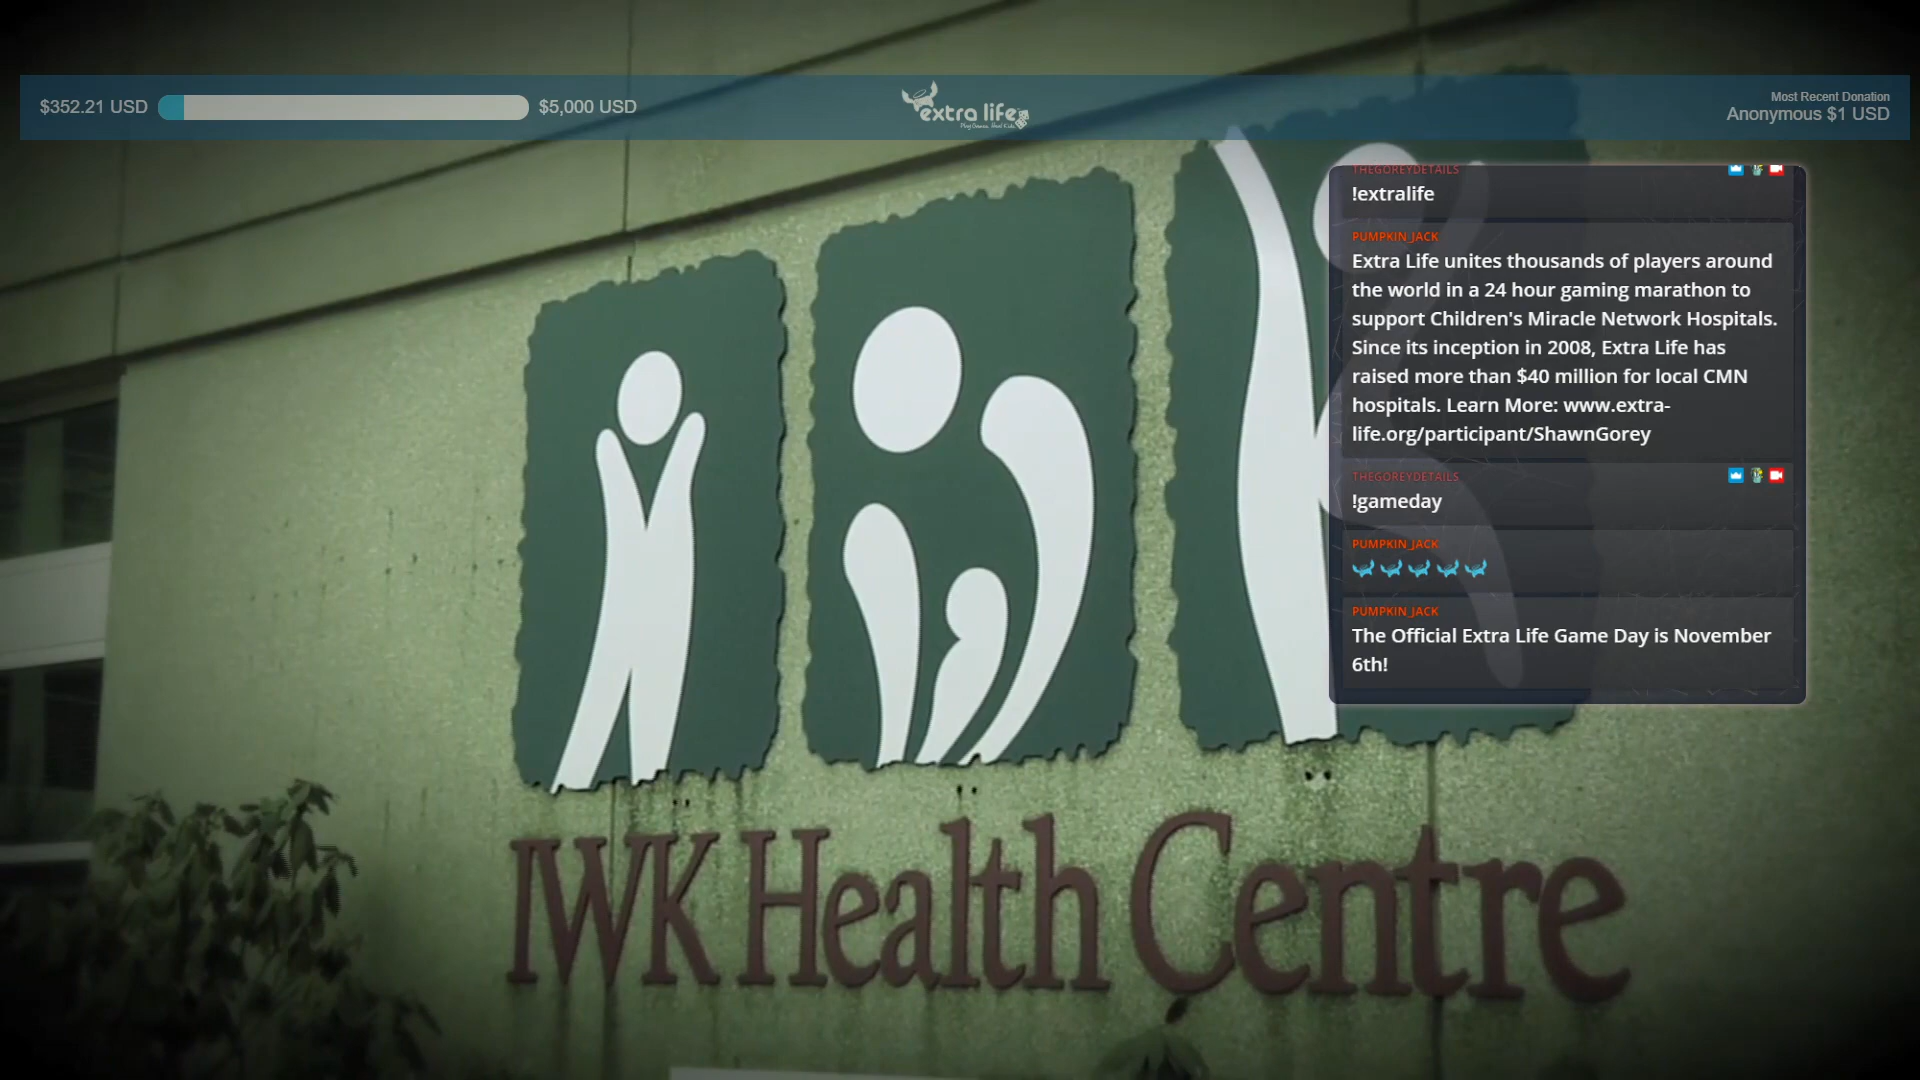 $352.21 USD
$5,000 USD
extra life
Play Games. Heal Kids.
Most Recent Donation
Anonymous $1 USD
THEGOREYDETAILS
!extralife
PUMPKIN_JACK
Extra Life unites thousands of players around
the world in a 24 hour gaming marathon to
support Children's Miracle Network Hospitals.
Since its inception in 2008, Extra Life has
raised more than $40 million for local CMN
hospitals. Learn More: www.extra-
life.org/participant/ShawnGorey
THEGOREYDETAILS
!gameday
PUMPKIN_JACK
PUMPKIN_JACK
The Official Extra Life Game Day is November
6th!
IWK Health Centre